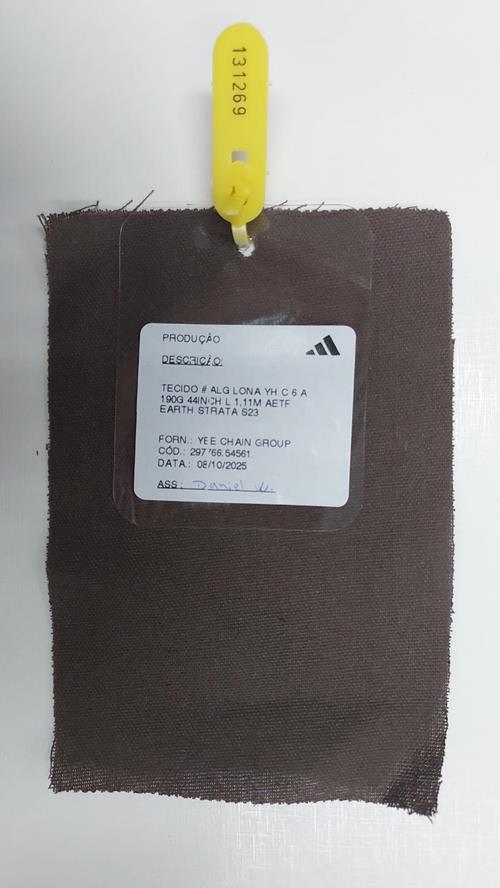 131269
PRODUÇÃO
DESCRIÇÃO:
TECIDO # ALG LONA YH C 6 A
190G 44INCH L 1,11M AETF
EARTH STRATA S23
FORN.: YEE CHAIN GROUP
CÓD.: 297766.54561
DATA.: 08/10/2025
ASS.: Daniel W.